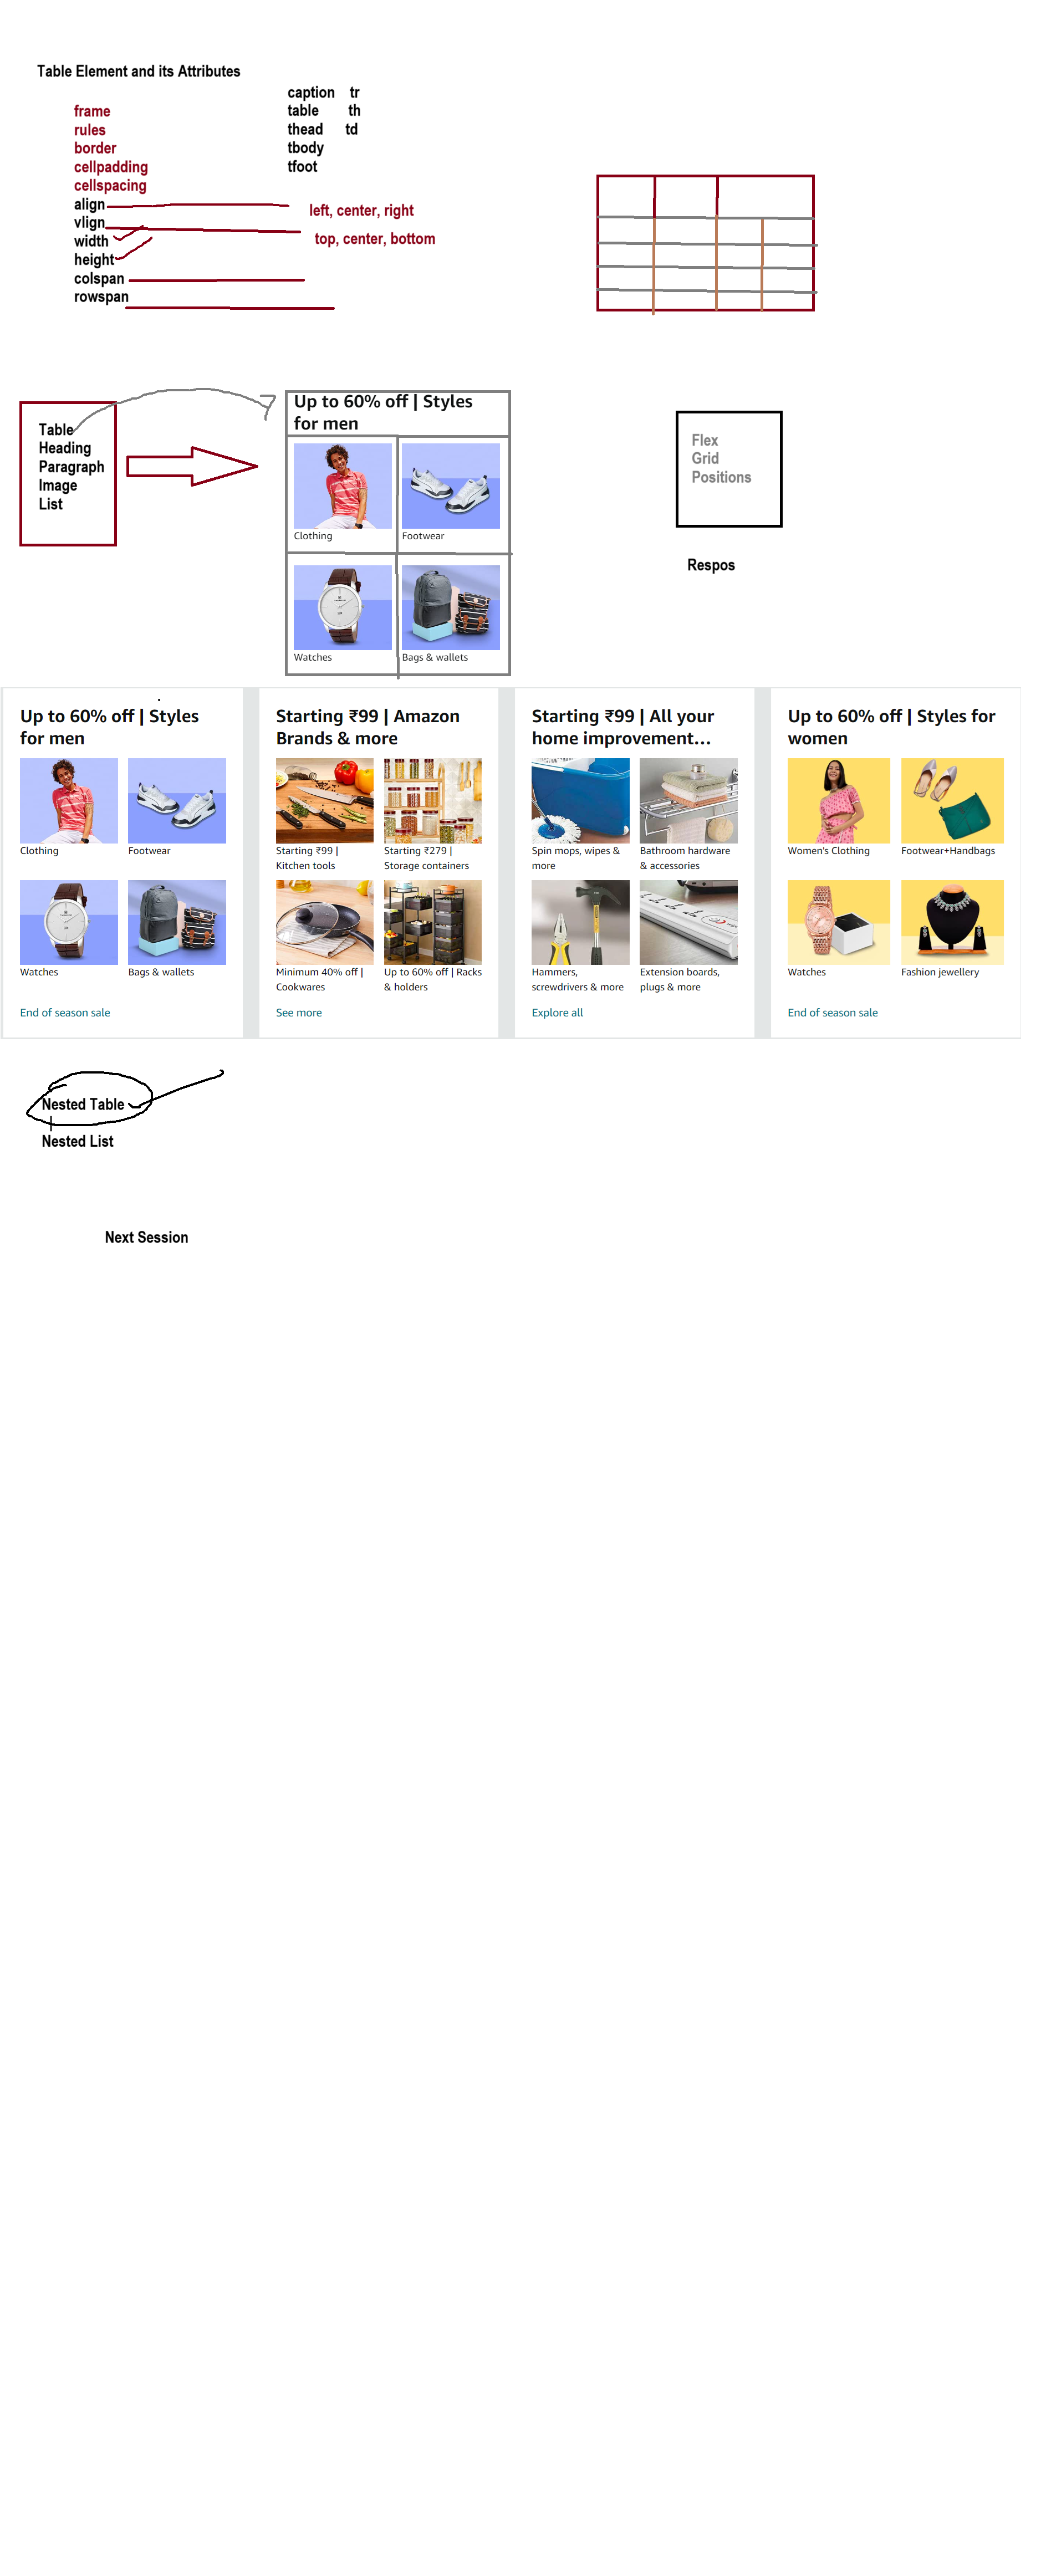 Table Element and its Attributes
caption tr
table th
thead td
tbody
tfoot
frame
rules
border
cellpadding
cellspacing
align
vlign
width
height
colspan
rowspan
left, center, right
top, center, bottom
Table
Heading
Paragraph
Image
List
Up to 60% off | Styles
for men
Clothing
Footwear
Watches
Bags & wallets
Flex
Grid
Positions
Respos
Up to 60% off | Styles
for men
Clothing
Footwear
Watches
Bags & wallets
End of season sale
Starting ₹99 | Amazon
Brands & more
Starting ₹99 |
Kitchen tools
Starting ₹279 |
Storage containers
Minimum 40% off |
Cookwares
Up to 60% off | Racks
& holders
See more
Starting ₹99 | All your
home improvement...
Spin mops, wipes &
more
Bathroom hardware
& accessories
Hammers,
screwdrivers & more
Extension boards,
plugs & more
Explore all
Up to 60% off | Styles for
women
Women's Clothing
Footwear+Handbags
Watches
Fashion jewellery
End of season sale
Nested Table
Nested List
Next Session